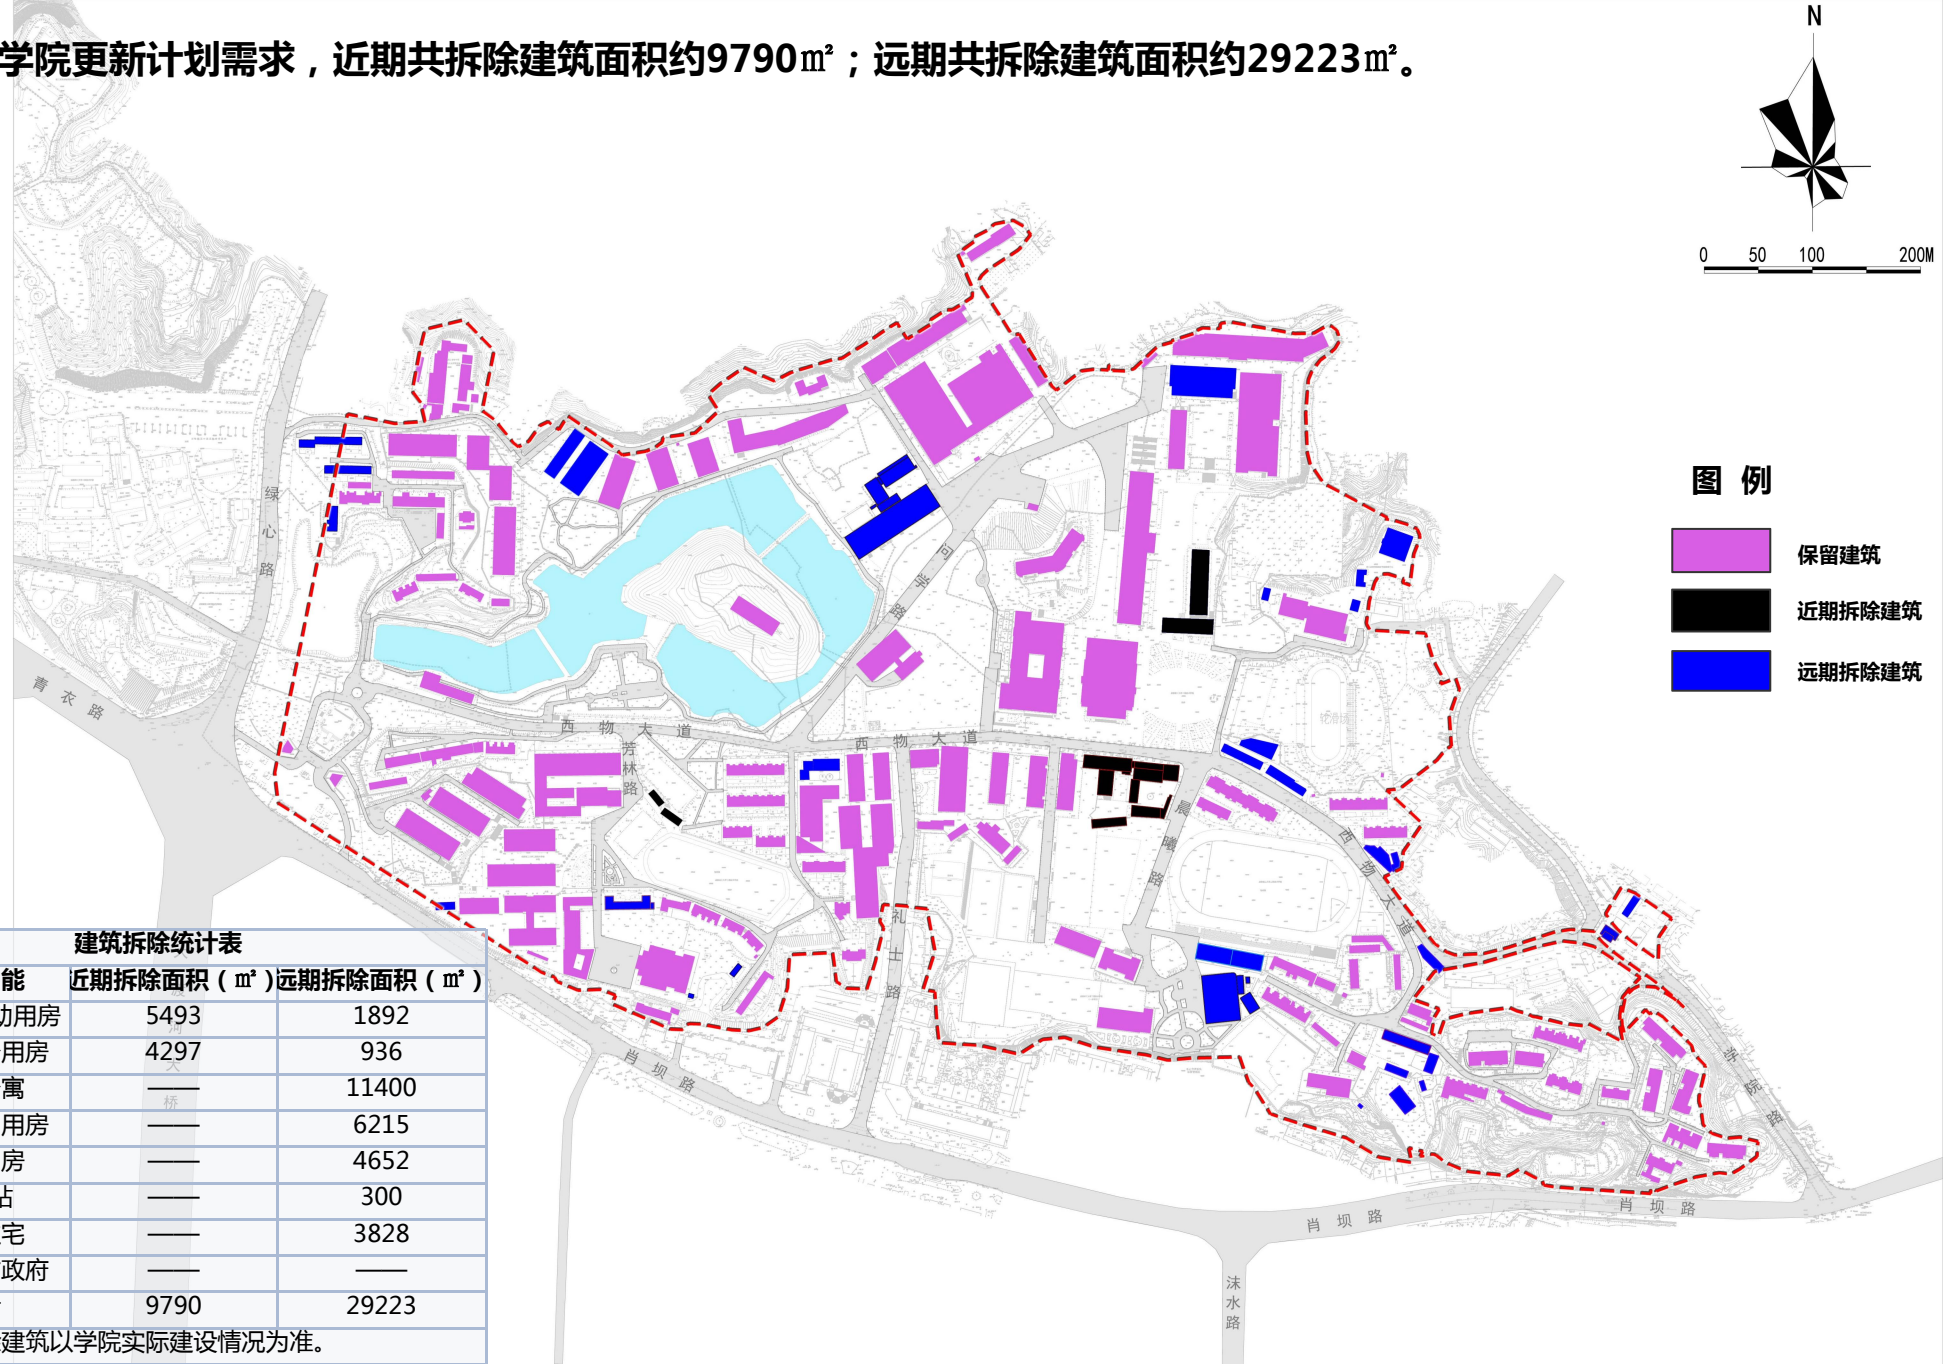 学院更新计划需求，近期共拆除建筑面积约9790㎡；远期共拆除建筑面积约29223㎡。
N
0 50 100 200M
图 例
保留建筑
近期拆除建筑
远期拆除建筑
绿心路
青衣路
问学路
西物大道
芳林路
西物大道
晨曦路
西物大道
礼士路
肖坝路
学院路
肖坝路
肖坝路
沫水路
建筑拆除统计表
能 近期拆除面积（㎡） 远期拆除面积（㎡）
助用房 5493 1892
用房 4297 936
寓 —— 11400
用房 —— 6215
房 —— 4652
站 —— 300
宅 —— 3828
政府 —— ——
9790 29223
建筑以学院实际建设情况为准。